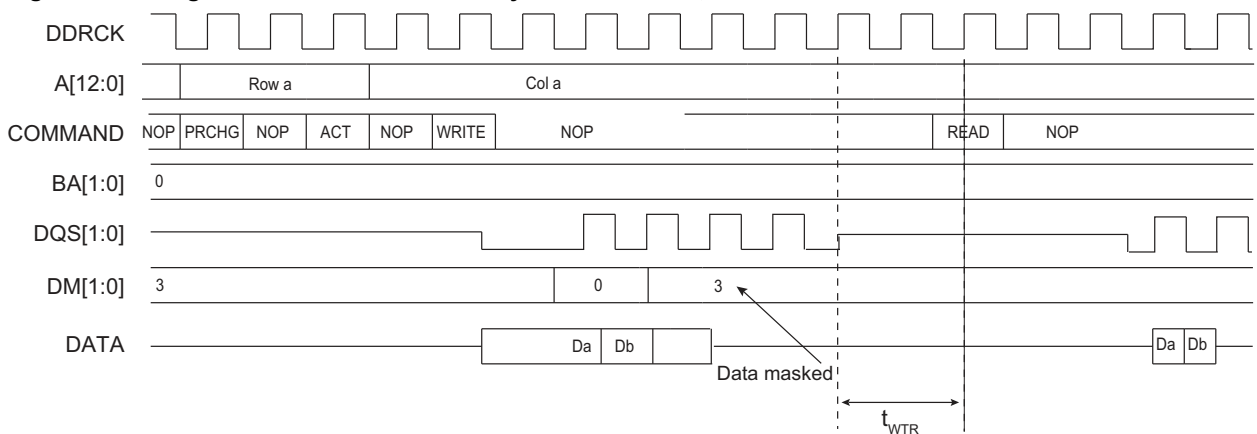 DDRCK
A[12:0] Row a Col a
COMMAND NOP PRCHG NOP ACT NOP WRITE NOP READ NOP
BA[1:0] 0
DQS[1:0]
DM[1:0] 3 0 3
DATA Da Db Da Db
Data masked
tWTR